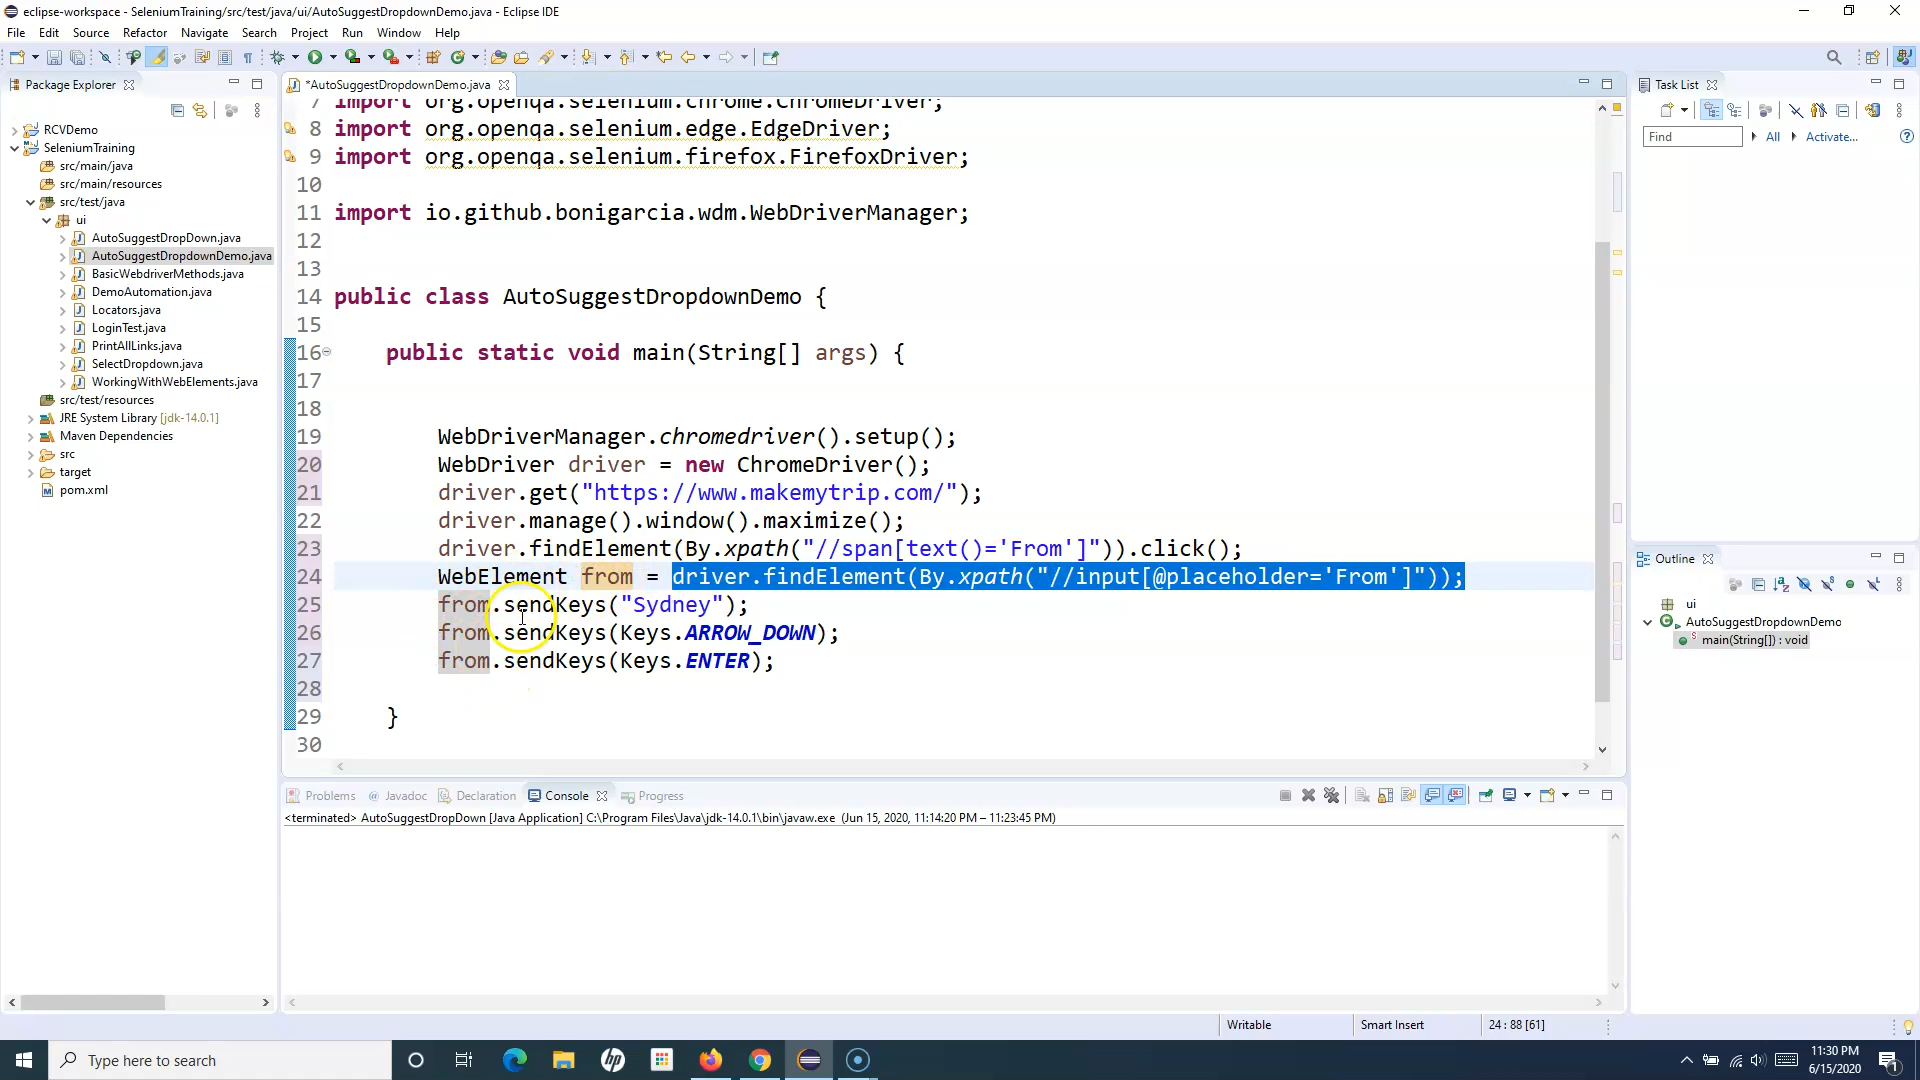 eclipse-workspace - SeleniumTraining/src/test/java/ui/AutoSuggestDropdownDemo.java - Eclipse IDE
File Edit Source Refactor Navigate Search Project Run Window Help
Package Explorer
RCVDemo
SeleniumTraining
src/main/java
src/main/resources
src/test/java
ui
AutoSuggestDropDown.java
AutoSuggestDropdownDemo.java
BasicWebdriverMethods.java
DemoAutomation.java
Locators.java
LoginTest.java
PrintAllLinks.java
SelectDropdown.java
WorkingWithWebElements.java
src/test/resources
JRE System Library [jdk-14.0.1]
Maven Dependencies
src
target
pom.xml
*AutoSuggestDropdownDemo.java
7 import org.openqa.selenium.chrome.ChromeDriver;
8 import org.openqa.selenium.edge.EdgeDriver;
9 import org.openqa.selenium.firefox.FirefoxDriver;
10
11 import io.github.bonigarcia.wdm.WebDriverManager;
12
13
14 public class AutoSuggestDropdownDemo {
15
16 public static void main(String[] args) {
17
18
19 WebDriverManager.chromedriver().setup();
20 WebDriver driver = new ChromeDriver();
21 driver.get("https://www.makemytrip.com/");
22 driver.manage().window().maximize();
23 driver.findElement(By.xpath("//span[text()='From']")).click();
24 WebElement from = driver.findElement(By.xpath("//input[@placeholder='From']"));
25 from.sendKeys("Sydney");
26 from.sendKeys(Keys.ARROW_DOWN);
27 from.sendKeys(Keys.ENTER);
28
29 }
30
Problems @ Javadoc Declaration Console Progress
<terminated> AutoSuggestDropDown [Java Application] C:\Program Files\Java\jdk-14.0.1\bin\javaw.exe (Jun 15, 2020, 11:14:20 PM – 11:23:45 PM)
Task List
Find All Activate...
Outline
ui
AutoSuggestDropdownDemo
main(String[]) : void
Writable Smart Insert 24 : 88 [61]
Type here to search
11:30 PM
6/15/2020